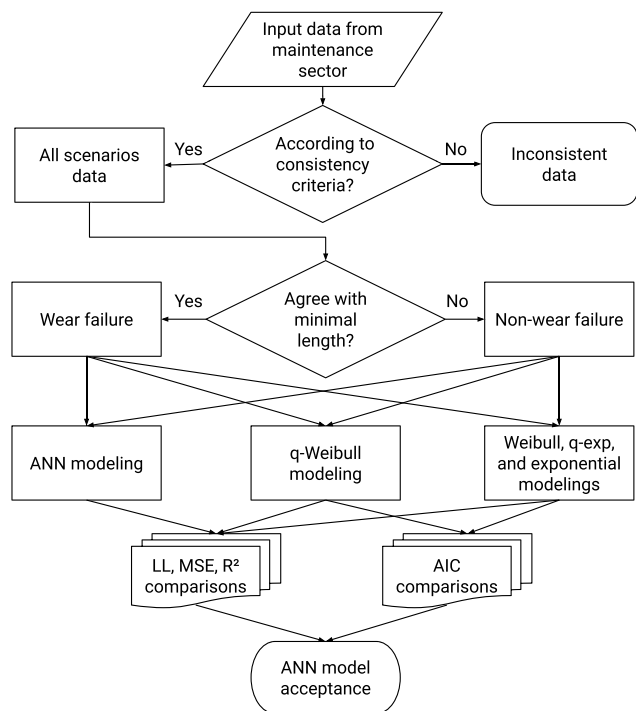 Input data from
maintenance
sector
All scenarios
data
Yes
According to
consistency
criteria?
No
Inconsistent
data
Wear failure
Yes
Agree with
minimal
length?
No
Non-wear failure
ANN modeling
q-Weibull
modeling
Weibull, q-exp,
and exponential
modelings
LL, MSE, R²
comparisons
AIC
comparisons
ANN model
acceptance